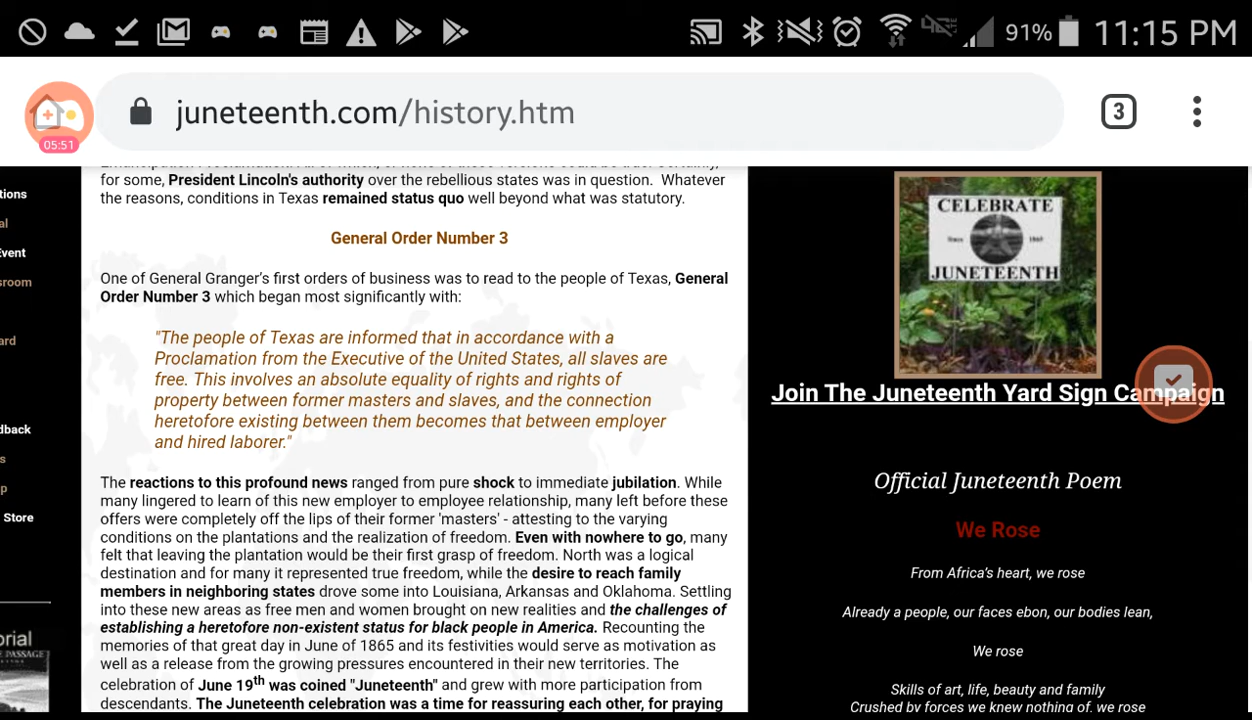 91% 11:15 PM
juneteenth.com/history.htm
3
05:51
tions
al
Event
sroom
ard
dback
s
p
Store
orial
PASSAGE
for some, President Lincoln's authority over the rebellious states was in question. Whatever
the reasons, conditions in Texas remained status quo well beyond what was statutory.
General Order Number 3
One of General Granger's first orders of business was to read to the people of Texas, General
Order Number 3 which began most significantly with:
"The people of Texas are informed that in accordance with a
Proclamation from the Executive of the United States, all slaves are
free. This involves an absolute equality of rights and rights of
property between former masters and slaves, and the connection
heretofore existing between them becomes that between employer
and hired laborer."
The reactions to this profound news ranged from pure shock to immediate jubilation. While
many lingered to learn of this new employer to employee relationship, many left before these
offers were completely off the lips of their former 'masters' - attesting to the varying
conditions on the plantations and the realization of freedom. Even with nowhere to go, many
felt that leaving the plantation would be their first grasp of freedom. North was a logical
destination and for many it represented true freedom, while the desire to reach family
members in neighboring states drove some into Louisiana, Arkansas and Oklahoma. Settling
into these new areas as free men and women brought on new realities and the challenges of
establishing a heretofore non-existent status for black people in America. Recounting the
memories of that great day in June of 1865 and its festivities would serve as motivation as
well as a release from the growing pressures encountered in their new territories. The
celebration of June 19th was coined "Juneteenth" and grew with more participation from
descendants. The Juneteenth celebration was a time for reassuring each other, for praying
CELEBRATE
Since 1865
JUNETEENTH
Join The Juneteenth Yard Sign Campaign
Official Juneteenth Poem
We Rose
From Africa's heart, we rose
Already a people, our faces ebon, our bodies lean,
We rose
Skills of art, life, beauty and family
Crushed by forces we knew nothing of, we rose